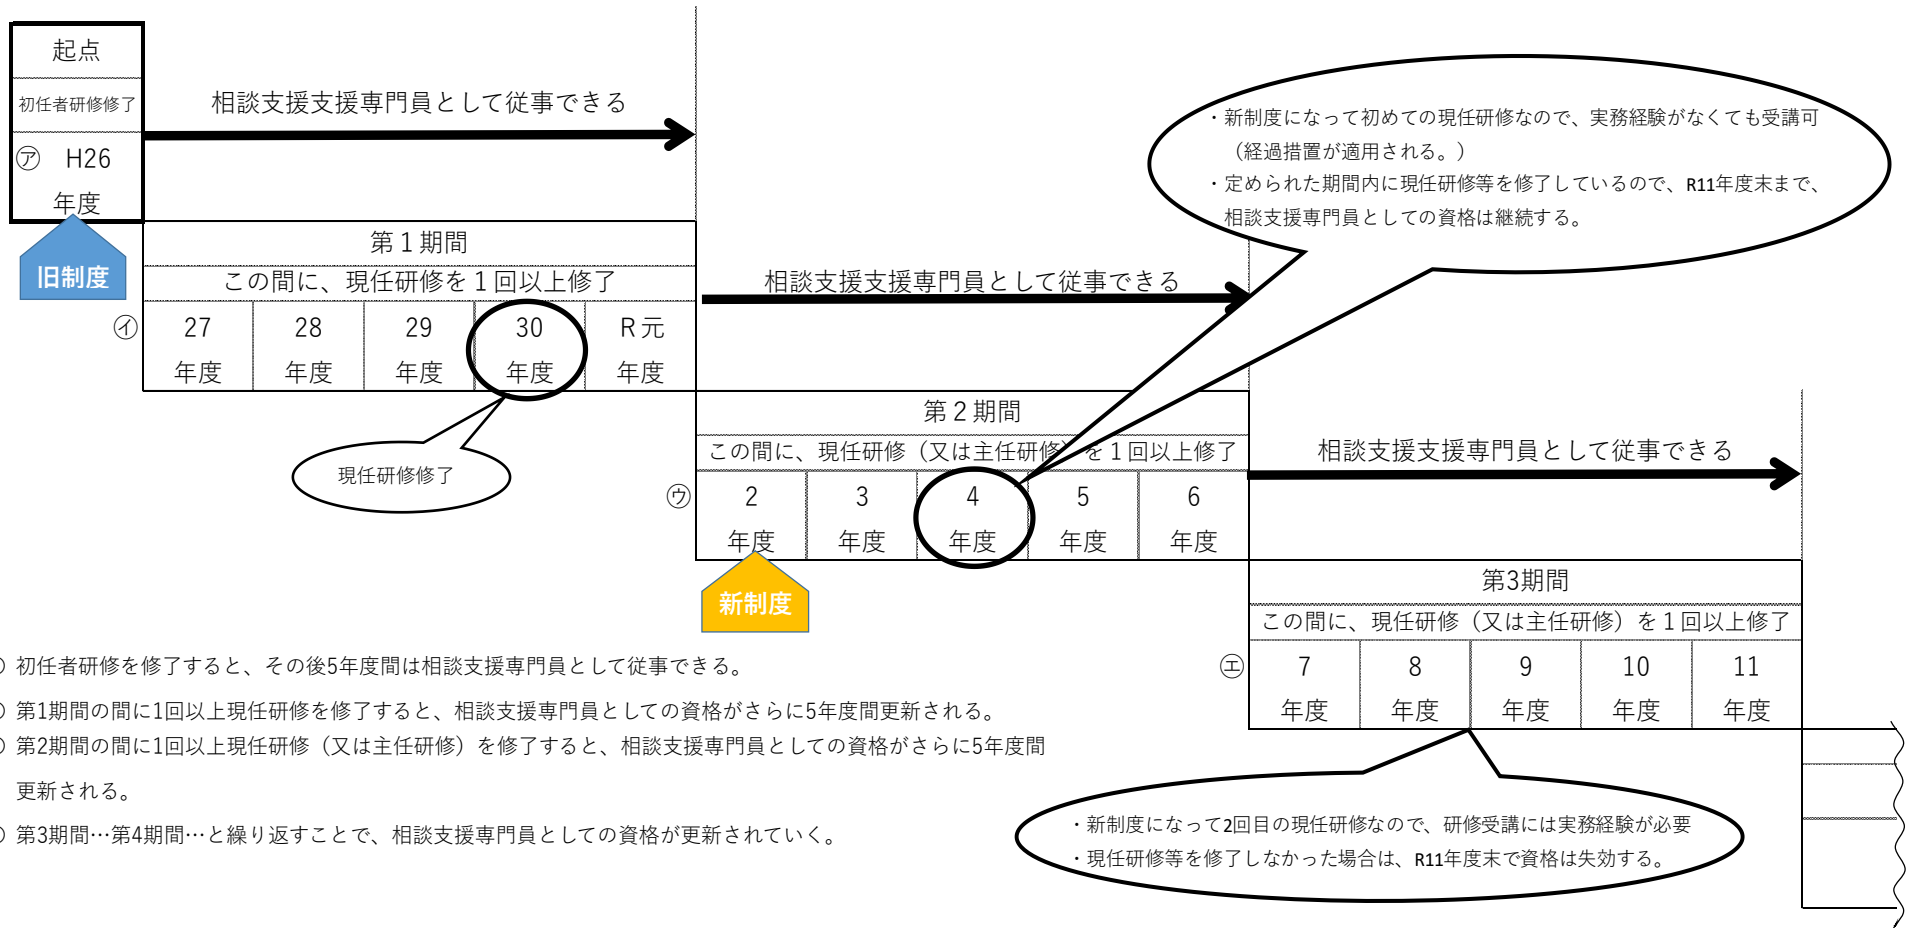 起点
初任者研修修了
㋐ H26
年度
旧制度
相談支援支援専門員として従事できる
第１期間
この間に、現任研修を１回以上修了
㋑
27
年度
28
年度
29
年度
30
年度
R元
年度
現任研修修了
相談支援支援専門員として従事できる
・新制度になって初めての現任研修なので、実務経験がなくても受講可
（経過措置が適用される。）
・定められた期間内に現任研修等を修了しているので、R11年度末まで、
相談支援専門員としての資格は継続する。
第２期間
この間に、現任研修（又は主任研修）を１回以上修了
㋒
2
年度
3
年度
4
年度
5
年度
6
年度
新制度
相談支援支援専門員として従事できる
第3期間
この間に、現任研修（又は主任研修）を１回以上修了
㋓
7
年度
8
年度
9
年度
10
年度
11
年度
初任者研修を修了すると、その後5年度間は相談支援専門員として従事できる。
第1期間の間に1回以上現任研修を修了すると、相談支援専門員としての資格がさらに5年度間更新される。
第2期間の間に1回以上現任研修（又は主任研修）を修了すると、相談支援専門員としての資格がさらに5年度間
更新される。
第3期間…第4期間…と繰り返すことで、相談支援専門員としての資格が更新されていく。
・新制度になって2回目の現任研修なので、研修受講には実務経験が必要
・現任研修等を修了しなかった場合は、R11年度末で資格は失効する。